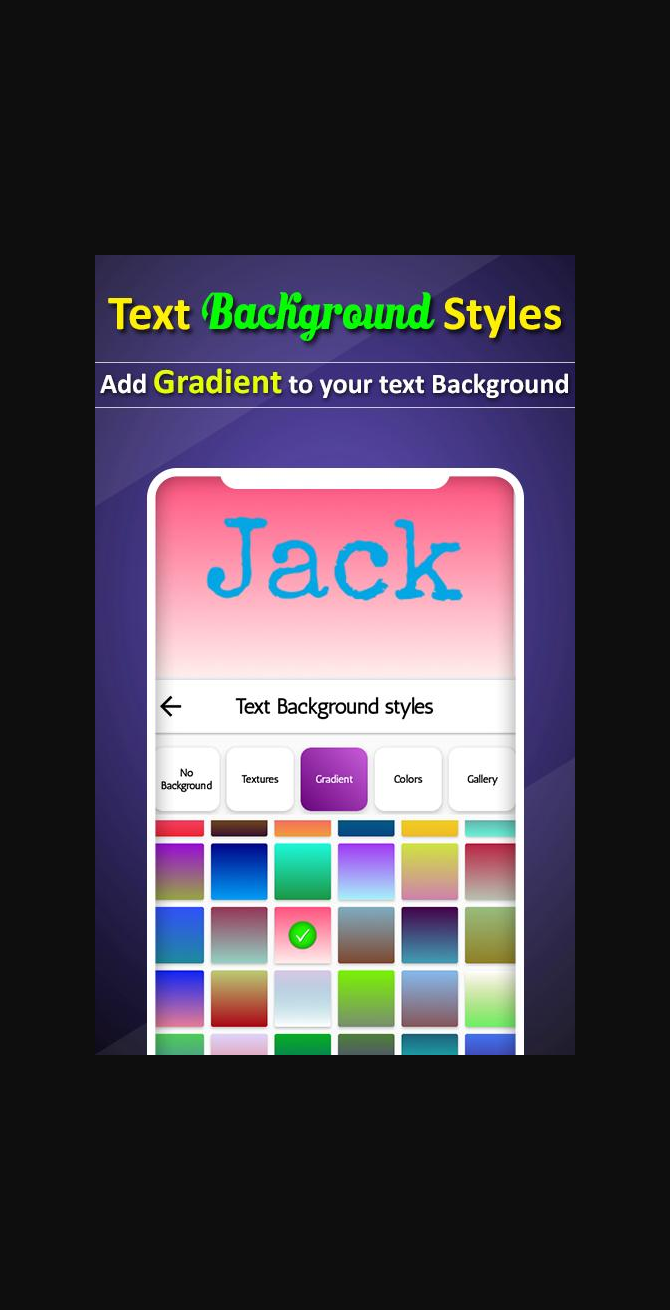 Text Background Styles
Add Gradient to your text Background
Jack
Text Background styles
No
Background
Textures
Gradient
Colors
Gallery